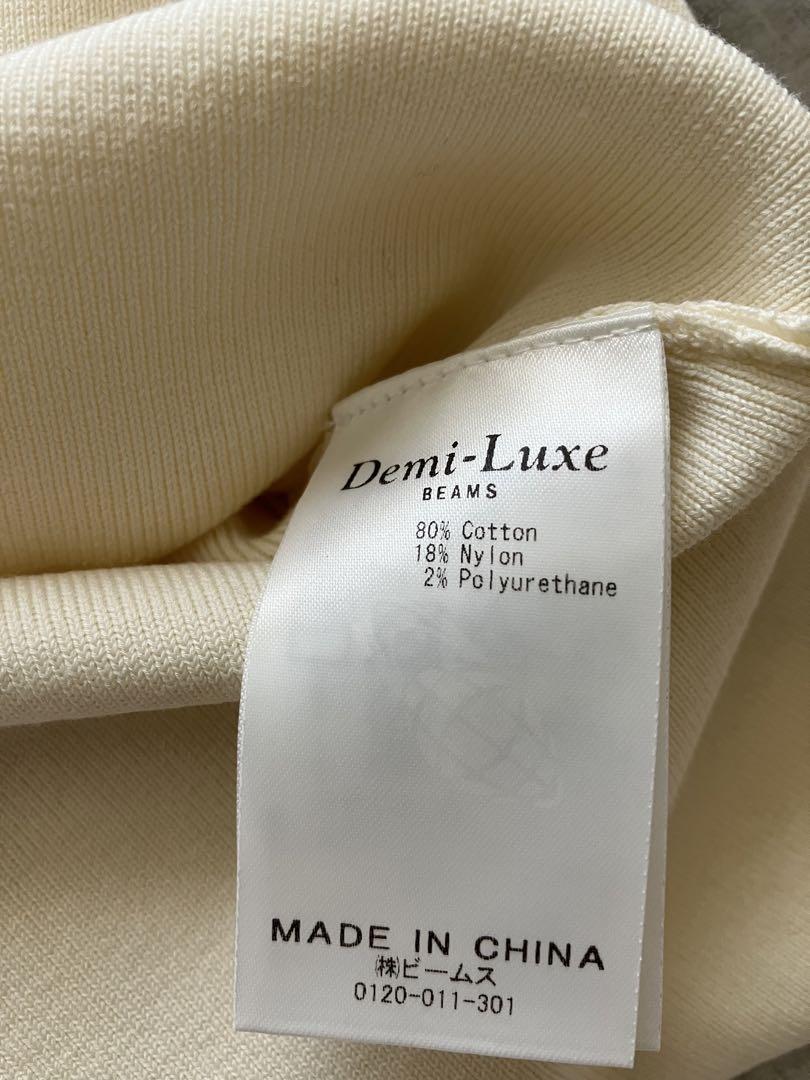 Demi-Luxe
BEAMS
80% Cotton
18% Nylon
2% Polyurethane
MADE IN CHINA
㈱ビームス
0120-011-301